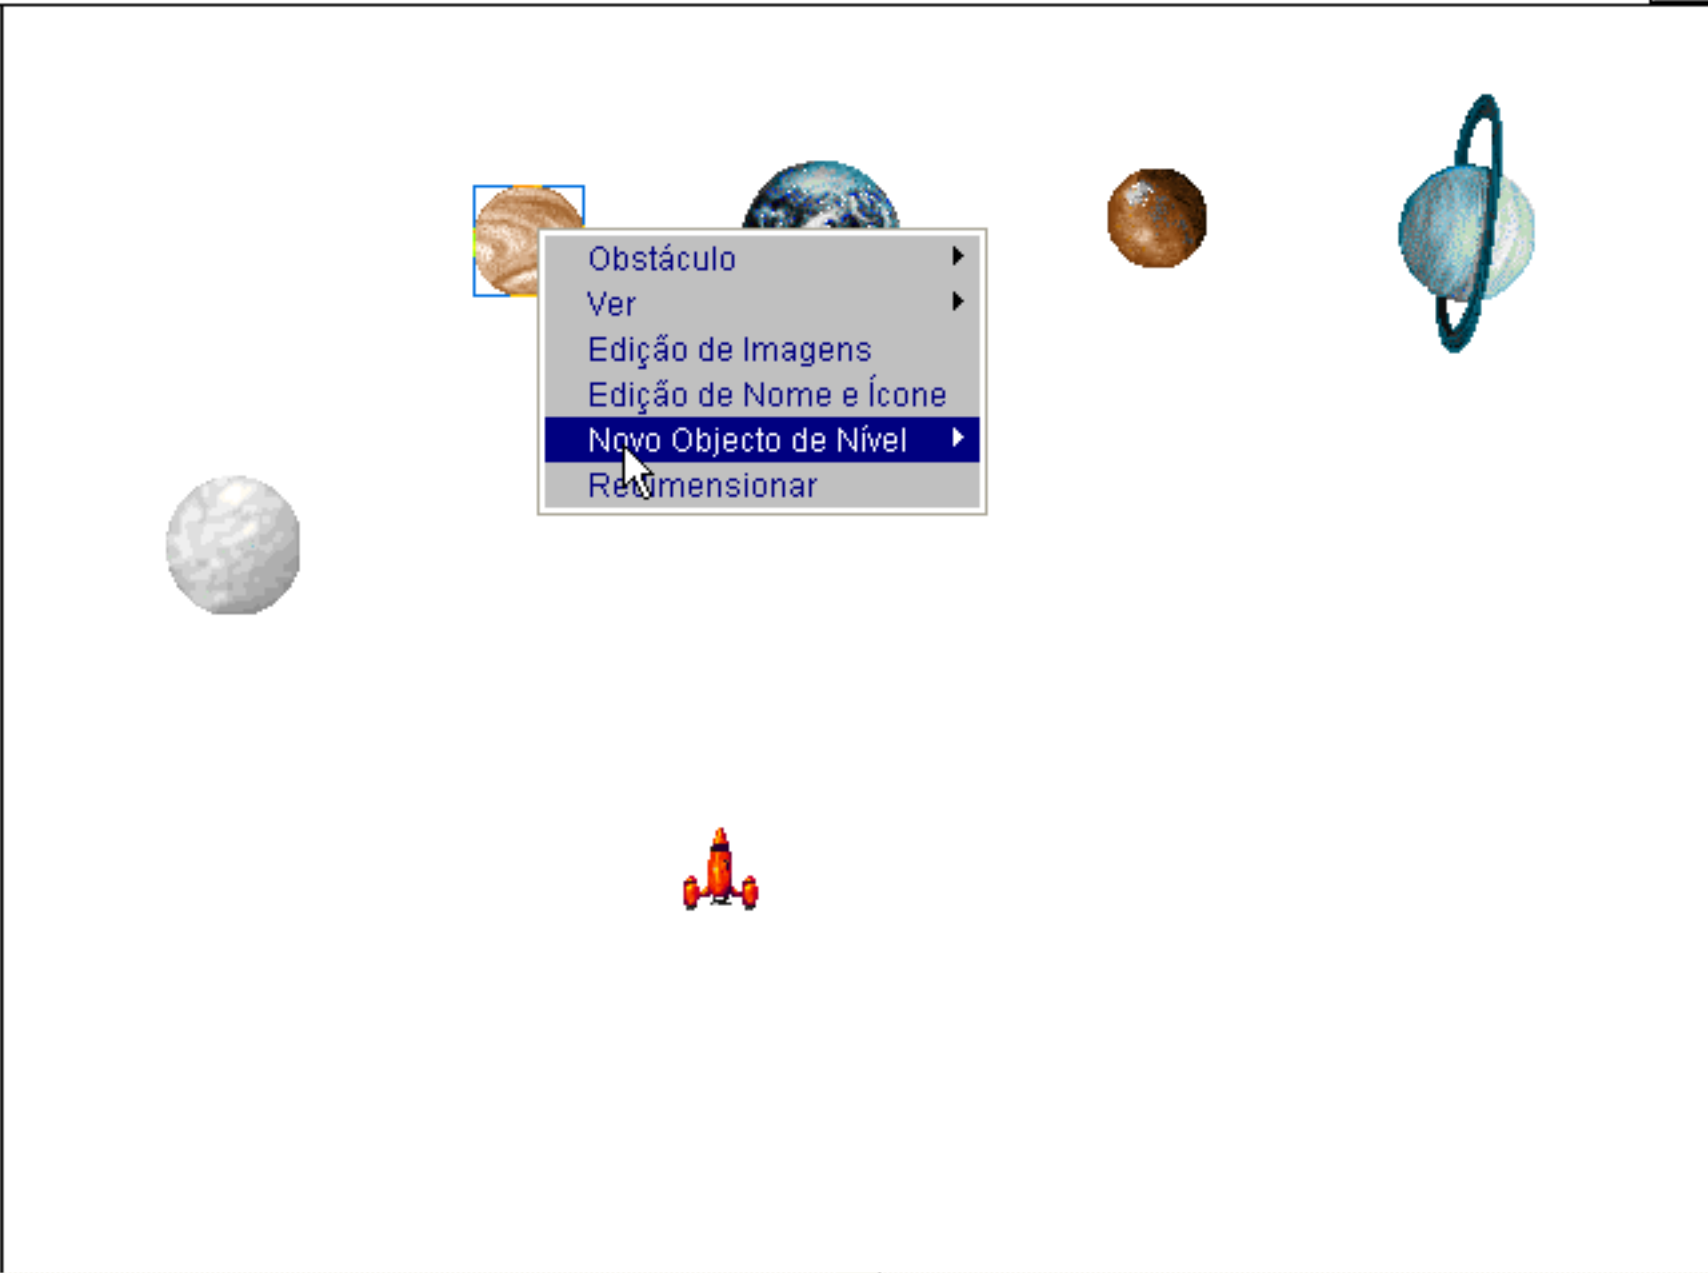 Obstáculo
Ver
Edição de Imagens
Edição de Nome e Ícone
Novo Objecto de Nível
Redimensionar